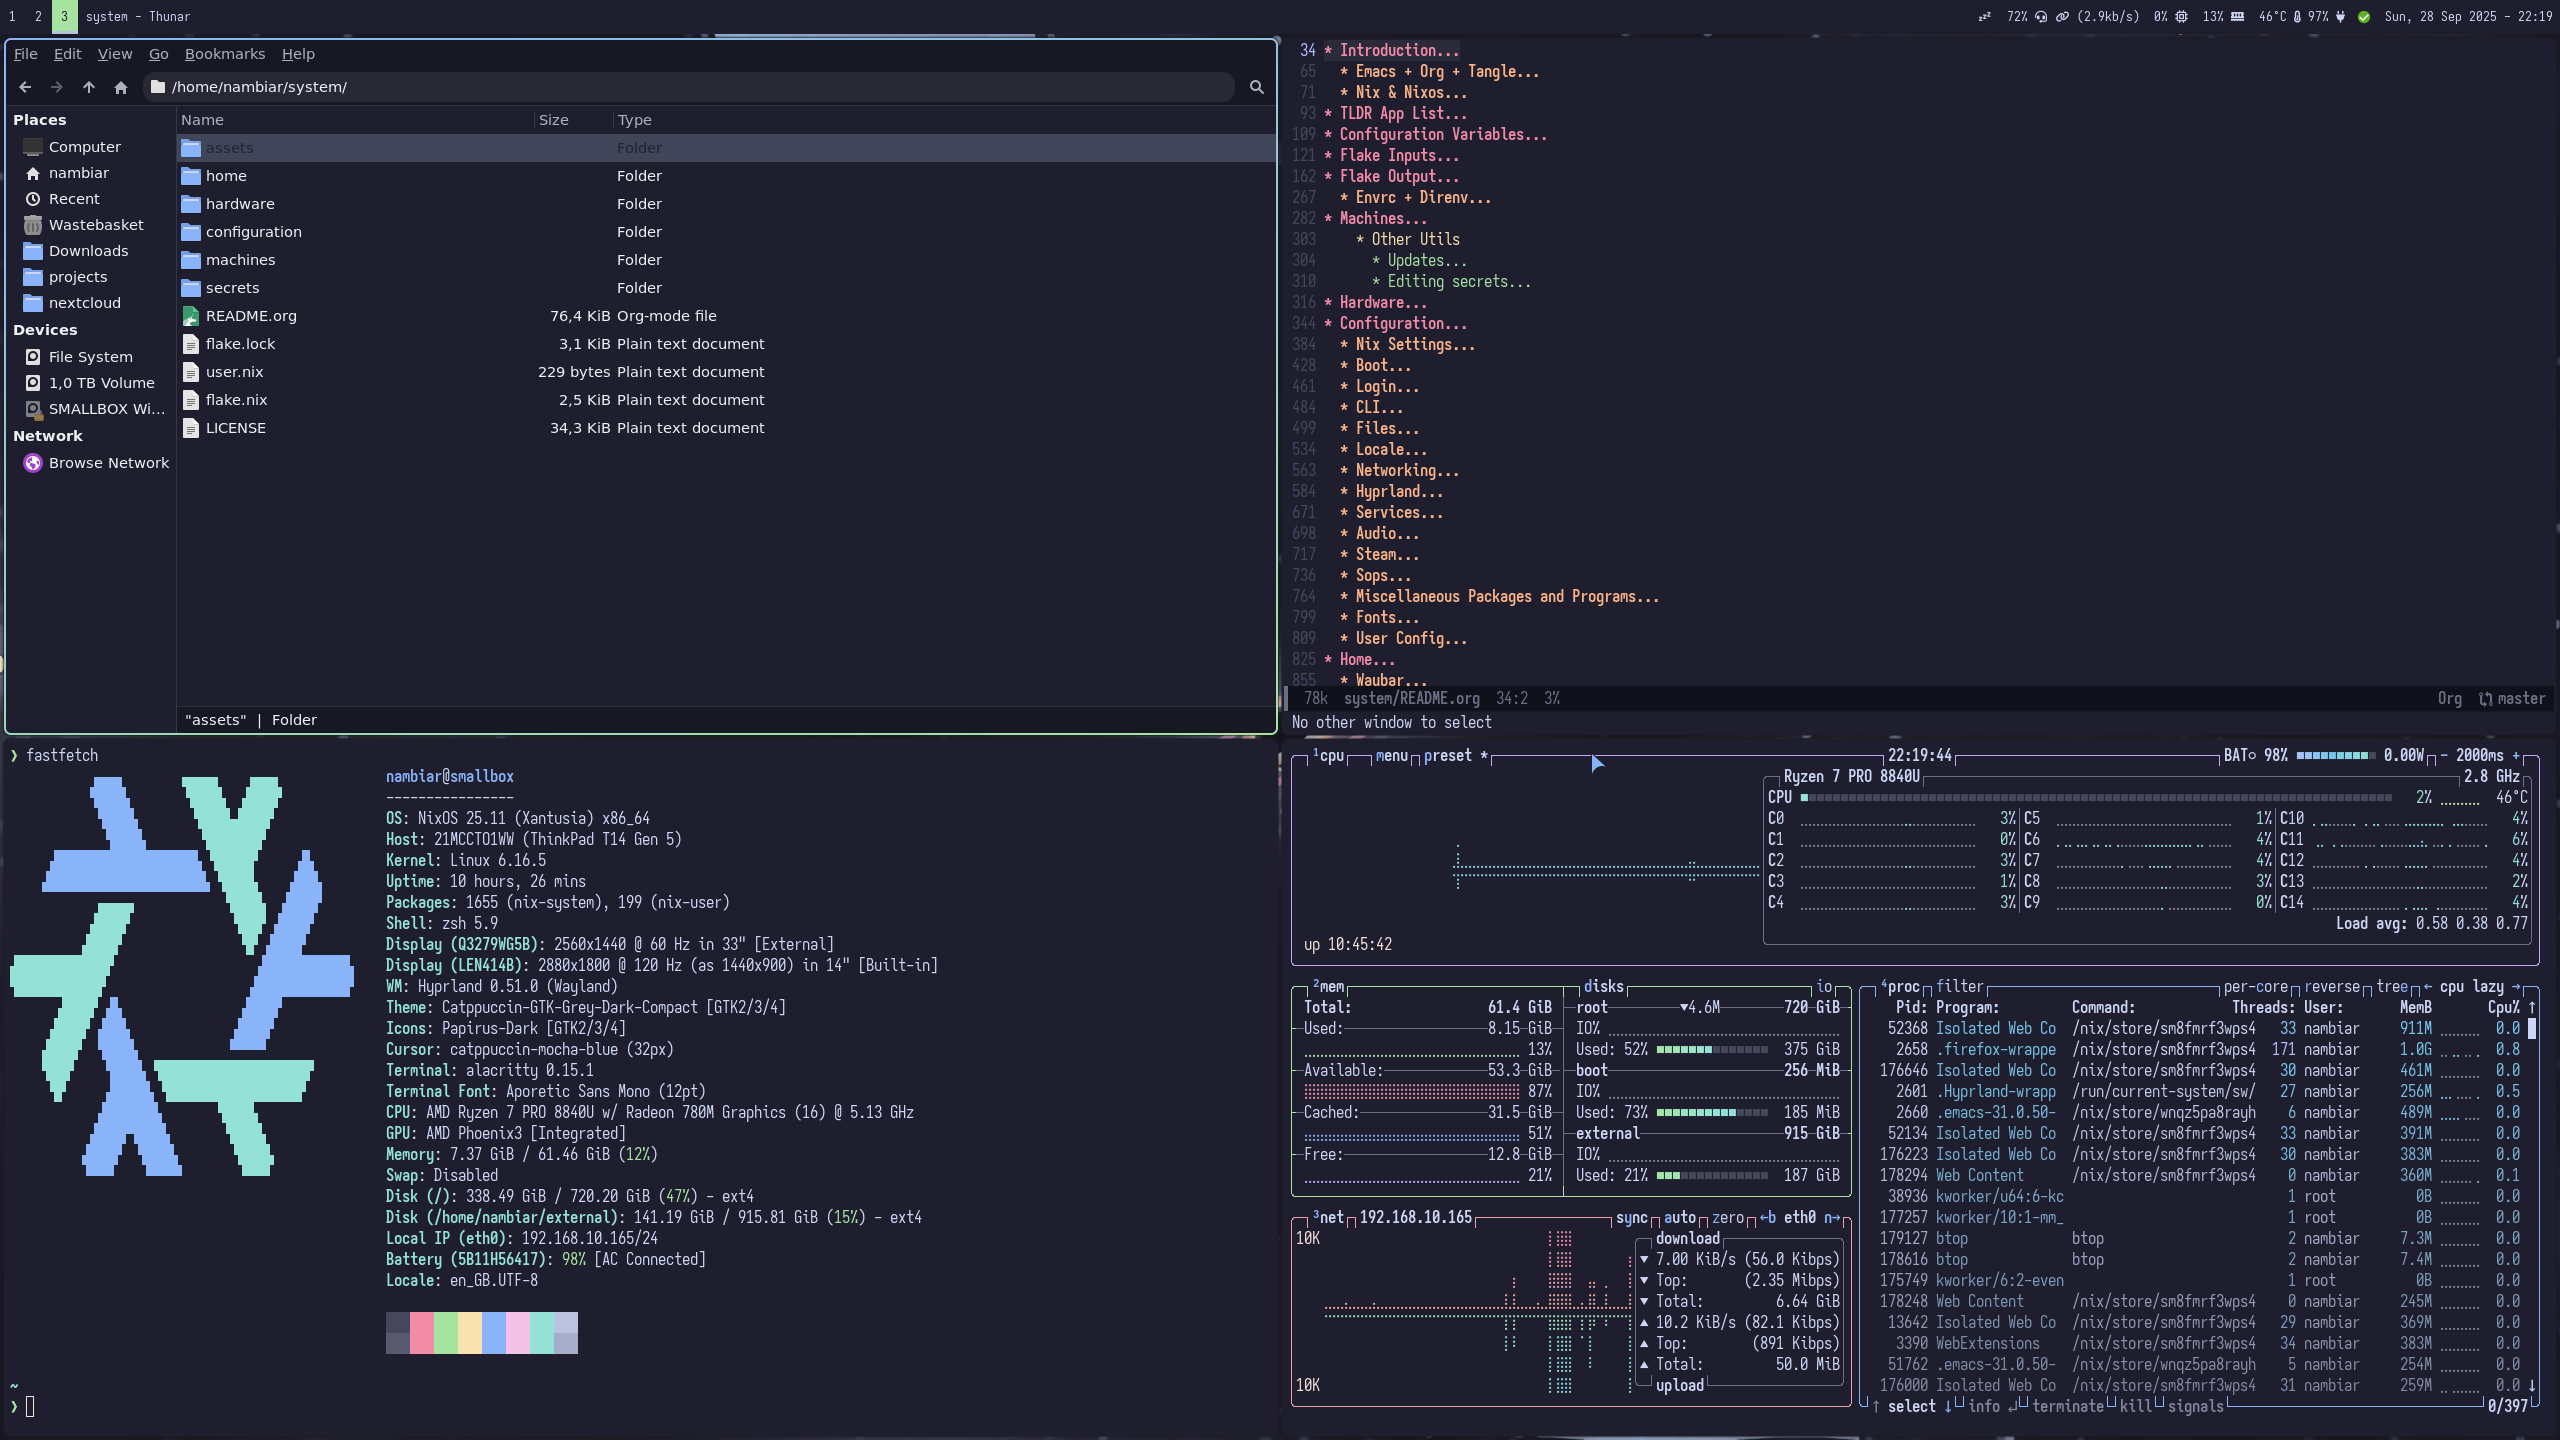 1 2 3 system - Thunar
72% (2.9kb/s) 0% 13% 46°C 97% Sun, 28 Sep 2025 - 22:19
File Edit View Go Bookmarks Help
/home/nambiar/system/
Places
Computer
nambiar
Recent
Wastebasket
Downloads
projects
nextcloud
Devices
File System
1,0 TB Volume
SMALLBOX Wi...
Network
Browse Network
Name Size Type
assets Folder
home Folder
hardware Folder
configuration Folder
machines Folder
secrets Folder
README.org 76,4 KiB Org-mode file
flake.lock 3,1 KiB Plain text document
user.nix 229 bytes Plain text document
flake.nix 2,5 KiB Plain text document
LICENSE 34,3 KiB Plain text document
"assets" | Folder
34 * Introduction...
65 * Emacs + Org + Tangle...
71 * Nix & Nixos...
93 * TLDR App List...
109 * Configuration Variables...
121 * Flake Inputs...
162 * Flake Output...
267 * Envrc + Direnv...
282 * Machines...
303 * Other Utils
304 * Updates...
310 * Editing secrets...
316 * Hardware...
344 * Configuration...
384 * Nix Settings...
428 * Boot...
461 * Login...
484 * CLI...
499 * Files...
534 * Locale...
563 * Networking...
584 * Hyprland...
671 * Services...
698 * Audio...
717 * Steam...
736 * Sops...
764 * Miscellaneous Packages and Programs...
799 * Fonts...
809 * User Config...
825 * Home...
855 * Waubar...
78k system/README.org 34:2 3% Org master
No other window to select
❯ fastfetch
nambiar@smallbox
----------------
OS: NixOS 25.11 (Xantusia) x86_64
Host: 21MCCTO1WW (ThinkPad T14 Gen 5)
Kernel: Linux 6.16.5
Uptime: 10 hours, 26 mins
Packages: 1655 (nix-system), 199 (nix-user)
Shell: zsh 5.9
Display (Q3279WG5B): 2560x1440 @ 60 Hz in 33" [External]
Display (LEN414B): 2880x1800 @ 120 Hz (as 1440x900) in 14" [Built-in]
WM: Hyprland 0.51.0 (Wayland)
Theme: Catppuccin-GTK-Grey-Dark-Compact [GTK2/3/4]
Icons: Papirus-Dark [GTK2/3/4]
Cursor: catppuccin-mocha-blue (32px)
Terminal: alacritty 0.15.1
Terminal Font: Aporetic Sans Mono (12pt)
CPU: AMD Ryzen 7 PRO 8840U w/ Radeon 780M Graphics (16) @ 5.13 GHz
GPU: AMD Phoenix3 [Integrated]
Memory: 7.37 GiB / 61.46 GiB (12%)
Swap: Disabled
Disk (/): 338.49 GiB / 720.20 GiB (47%) - ext4
Disk (/home/nambiar/external): 141.19 GiB / 915.81 GiB (15%) - ext4
Local IP (eth0): 192.168.10.165/24
Battery (5B11H56417): 98% [AC Connected]
Locale: en_GB.UTF-8
~
❯
¹cpu menu preset * 22:19:44 BAT○ 98% 0.00W - 2000ms +
Ryzen 7 PRO 8840U 2.8 GHz
CPU 2% 46°C
C0 3% C5 1% C10 4%
C1 0% C6 4% C11 6%
C2 3% C7 4% C12 4%
C3 1% C8 3% C13 2%
C4 3% C9 0% C14 4%
Load avg: 0.58 0.38 0.77
up 10:45:42
²mem
Total: 61.4 GiB
Used: 8.15 GiB
13%
Available: 53.3 GiB
87%
Cached: 31.5 GiB
51%
Free: 12.8 GiB
21%
disks io
root ▼4.6M 720 GiB
IO%
Used: 52% 375 GiB
boot 256 MiB
IO%
Used: 73% 185 MiB
external 915 GiB
IO%
Used: 21% 187 GiB
³net 192.168.10.165 sync auto zero ←b eth0 n→
10K
download
▼ 7.00 KiB/s (56.0 Kibps)
▼ Top: (2.35 Mibps)
▼ Total: 6.64 GiB
▲ 10.2 KiB/s (82.1 Kibps)
▲ Top: (891 Kibps)
▲ Total: 50.0 MiB
10K
upload
⁴proc filter per-core reverse tree ← cpu lazy →
Pid: Program: Command: Threads: User: MemB Cpu% ↑
52368 Isolated Web Co /nix/store/sm8fmrf3wps4 33 nambiar 911M 0.0
2658 .firefox-wrappe /nix/store/sm8fmrf3wps4 171 nambiar 1.0G 0.8
176646 Isolated Web Co /nix/store/sm8fmrf3wps4 30 nambiar 461M 0.0
2601 .Hyprland-wrapp /run/current-system/sw/ 27 nambiar 256M 0.5
2660 .emacs-31.0.50- /nix/store/wnqz5pa8rayh 6 nambiar 489M 0.0
52134 Isolated Web Co /nix/store/sm8fmrf3wps4 33 nambiar 391M 0.0
176223 Isolated Web Co /nix/store/sm8fmrf3wps4 30 nambiar 383M 0.0
178294 Web Content /nix/store/sm8fmrf3wps4 0 nambiar 360M 0.1
38936 kworker/u64:6-kc 1 root 0B 0.0
177257 kworker/10:1-mm_ 1 root 0B 0.0
179127 btop btop 2 nambiar 7.3M 0.0
178616 btop btop 2 nambiar 7.4M 0.0
175749 kworker/6:2-even 1 root 0B 0.0
178248 Web Content /nix/store/sm8fmrf3wps4 0 nambiar 245M 0.0
13642 Isolated Web Co /nix/store/sm8fmrf3wps4 29 nambiar 369M 0.0
3390 WebExtensions /nix/store/sm8fmrf3wps4 34 nambiar 383M 0.0
51762 .emacs-31.0.50- /nix/store/wnqz5pa8rayh 5 nambiar 254M 0.0
176000 Isolated Web Co /nix/store/sm8fmrf3wps4 31 nambiar 259M 0.0 ↓
↑ select ↓ info ↵ terminate kill signals 0/397